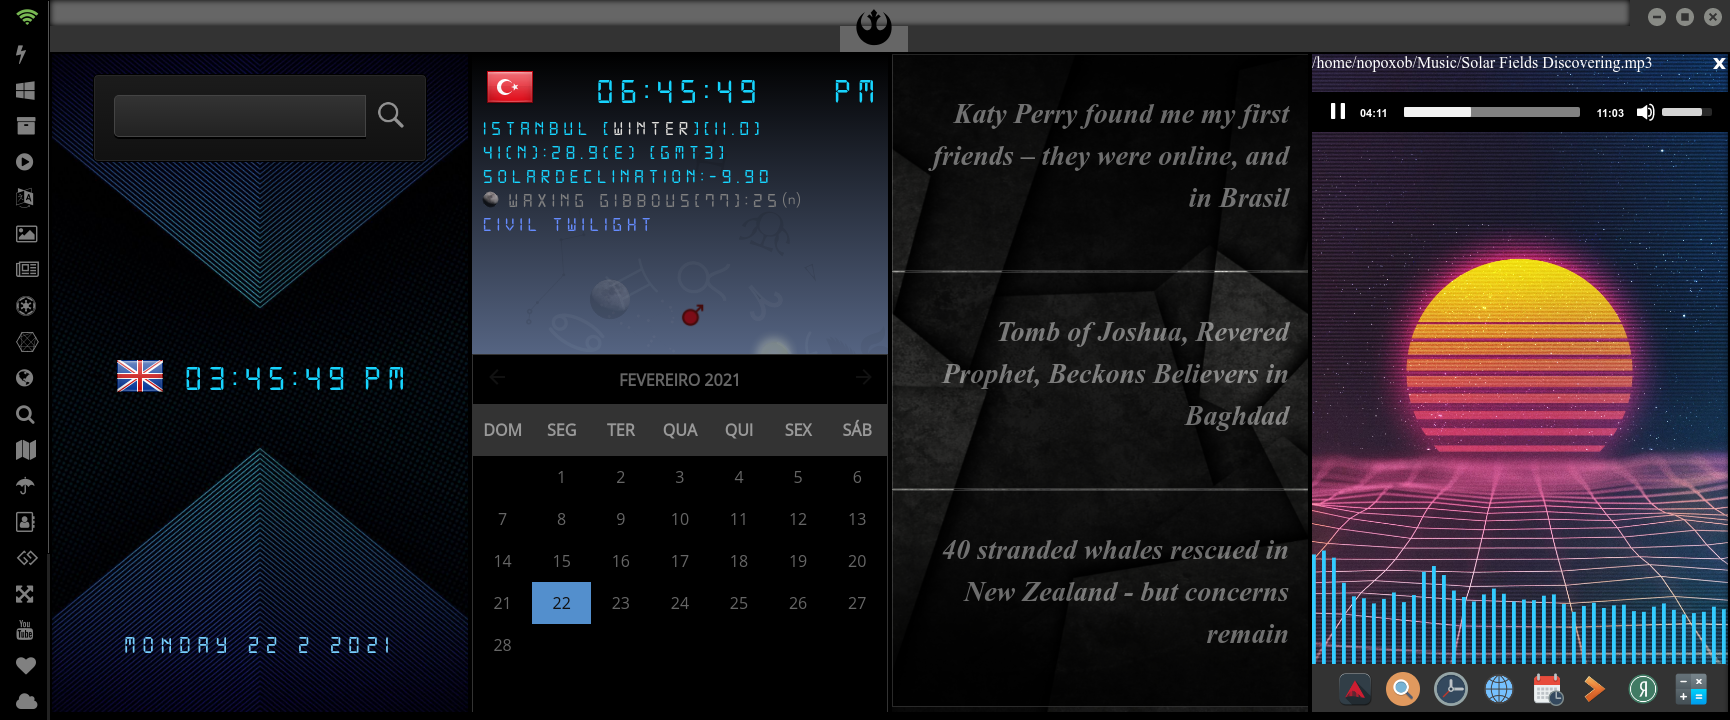 03:45:49 PM
MONDAY 22 2 2021
06:45:49 PM
ISTANBUL [WINTER][11.0]
41(N):28.9(E) [GMT3]
SOLARDECLINATION:-9.90
WAXING GIBBOUS[77]:25(n)
CIVIL TWILIGHT
FEVEREIRO 2021
DOM SEG TER QUA QUI SEX SÁB
1 2 3 4 5 6
7 8 9 10 11 12 13
14 15 16 17 18 19 20
21 22 23 24 25 26 27
28
Katy Perry found me my first
friends – they were online, and
in Brasil
Tomb of Joshua, Revered
Prophet, Beckons Believers in
Baghdad
40 stranded whales rescued in
New Zealand - but concerns
remain
/home/nopoxob/Music/Solar Fields Discovering.mp3
X
04:11 11:03
You
Tube
Я